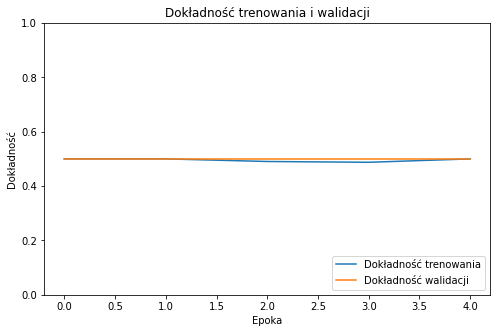 Dokładność trenowania i walidacji
1.0
0.8
0.6
0.4
0.2
0.0
Dokładność
Dokładność trenowania
Dokładność walidacji
0.0 0.5 1.0 1.5 2.0 2.5 3.0 3.5 4.0
Epoka